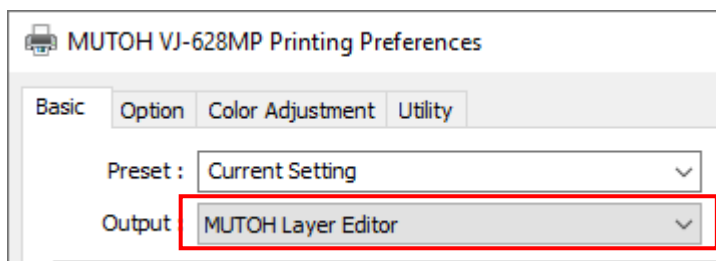 MUTOH VJ-628MP Printing Preferences
Basic Option Color Adjustment Utility
Preset : Current Setting
Output : MUTOH Layer Editor